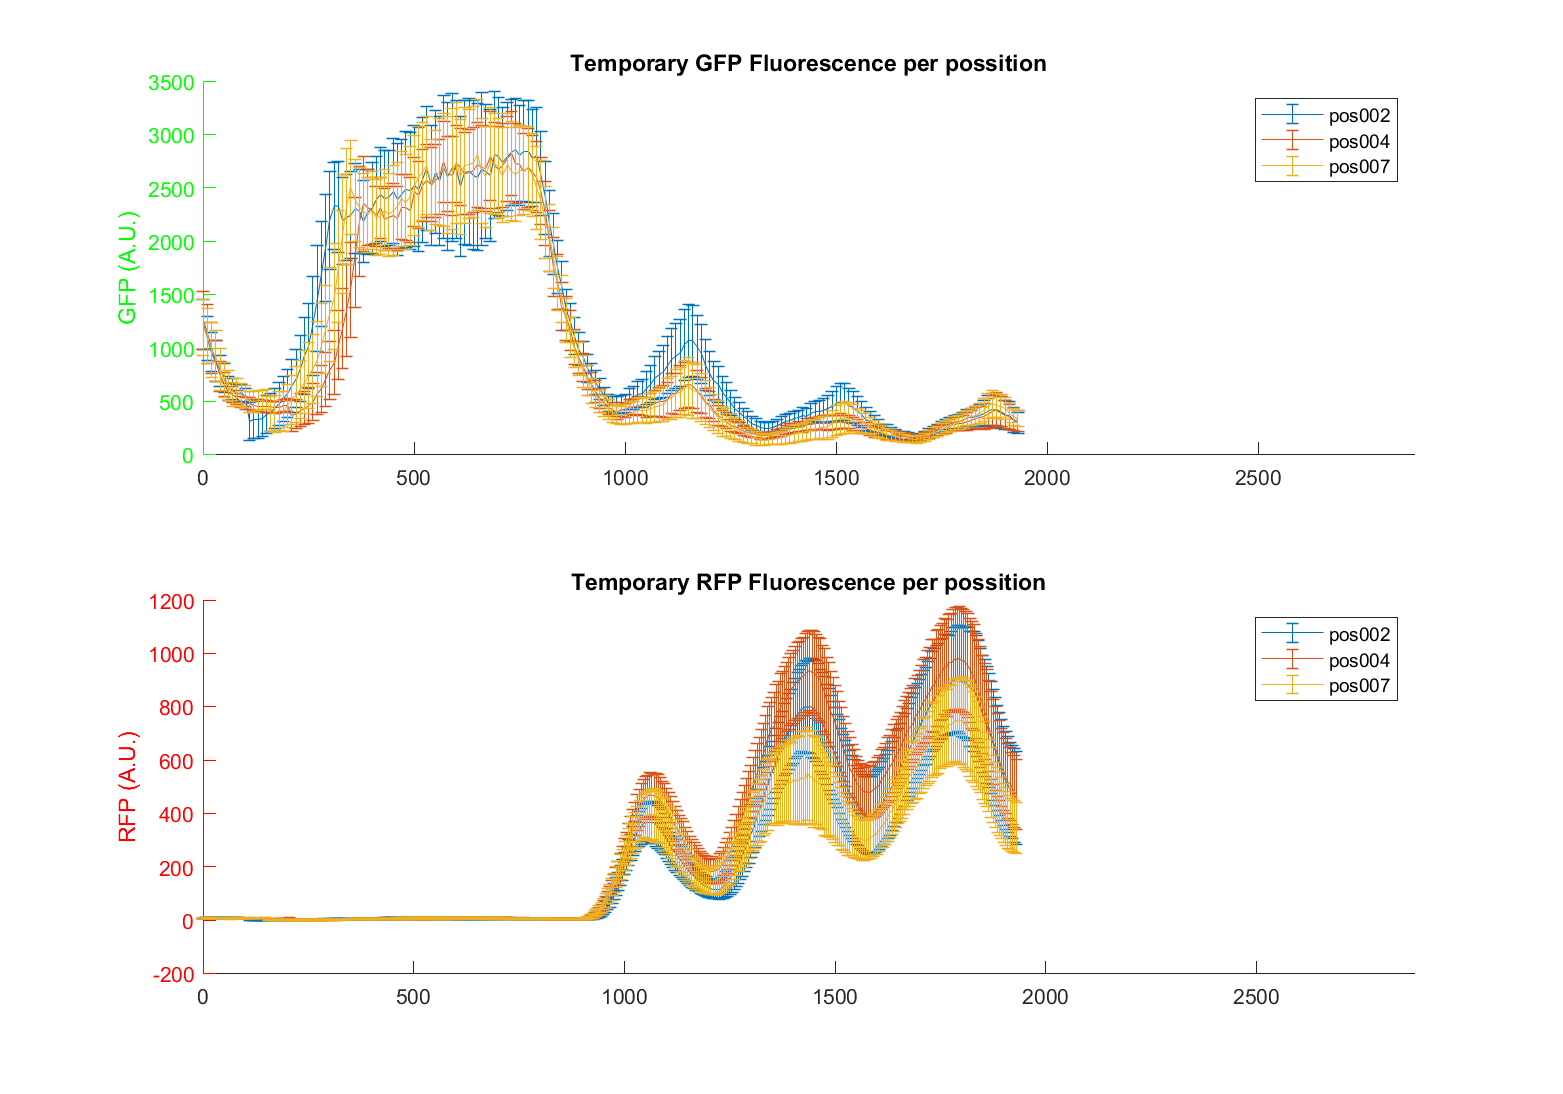 Temporary GFP Fluorescence per possition
3500
3000
2500
2000
1500
1000
500
0
GFP (A.U.)
0 500 1000 1500 2000 2500
pos002
pos004
pos007
Temporary RFP Fluorescence per possition
1200
1000
800
600
400
200
0
-200
RFP (A.U.)
0 500 1000 1500 2000 2500
pos002
pos004
pos007